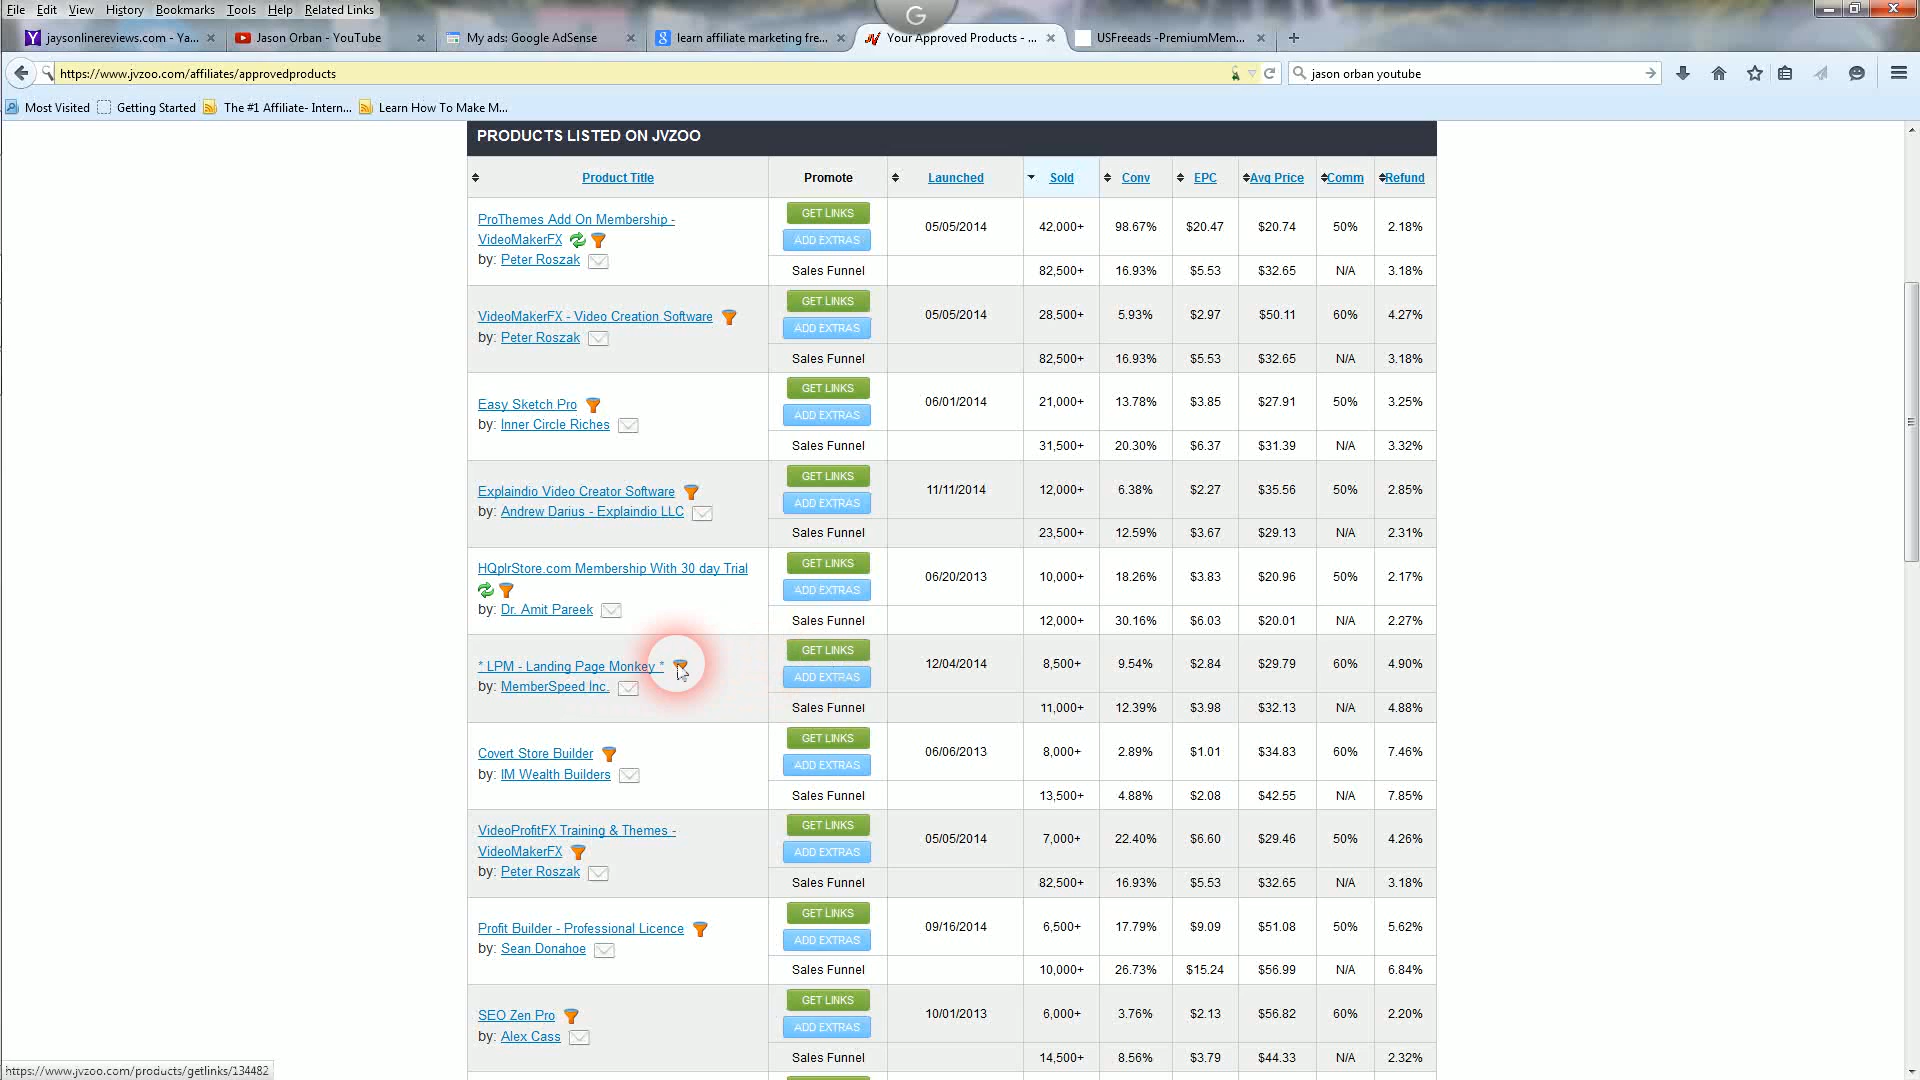 File Edit View History Bookmarks Tools Help Related Links
G
jaysonlinereviews.com - Ya... Jason Orban - YouTube My ads: Google AdSense learn affiliate marketing fre... Your Approved Products - ... USFreeads -PremiumMem...
https://www.jvzoo.com/affiliates/approvedproducts jason orban youtube
Most Visited Getting Started The #1 Affiliate- Intern... Learn How To Make M...
PRODUCTS LISTED ON JVZOO
Product Title Promote Launched Sold Conv EPC Avg Price Comm Refund
ProThemes Add On Membership -
VideoMakerFX
by: Peter Roszak
GET LINKS
ADD EXTRAS
05/05/2014 42,000+ 98.67% $20.47 $20.74 50% 2.18%
Sales Funnel 82,500+ 16.93% $5.53 $32.65 N/A 3.18%
VideoMakerFX - Video Creation Software
by: Peter Roszak
GET LINKS
ADD EXTRAS
05/05/2014 28,500+ 5.93% $2.97 $50.11 60% 4.27%
Sales Funnel 82,500+ 16.93% $5.53 $32.65 N/A 3.18%
Easy Sketch Pro
by: Inner Circle Riches
GET LINKS
ADD EXTRAS
06/01/2014 21,000+ 13.78% $3.85 $27.91 50% 3.25%
Sales Funnel 31,500+ 20.30% $6.37 $31.39 N/A 3.32%
Explaindio Video Creator Software
by: Andrew Darius - Explaindio LLC
GET LINKS
ADD EXTRAS
11/11/2014 12,000+ 6.38% $2.27 $35.56 50% 2.85%
Sales Funnel 23,500+ 12.59% $3.67 $29.13 N/A 2.31%
HQplrStore.com Membership With 30 day Trial
by: Dr. Amit Pareek
GET LINKS
ADD EXTRAS
06/20/2013 10,000+ 18.26% $3.83 $20.96 50% 2.17%
Sales Funnel 12,000+ 30.16% $6.03 $20.01 N/A 2.27%
* LPM - Landing Page Monkey *
by: MemberSpeed Inc.
GET LINKS
ADD EXTRAS
12/04/2014 8,500+ 9.54% $2.84 $29.79 60% 4.90%
Sales Funnel 11,000+ 12.39% $3.98 $32.13 N/A 4.88%
Covert Store Builder
by: IM Wealth Builders
GET LINKS
ADD EXTRAS
06/06/2013 8,000+ 2.89% $1.01 $34.83 60% 7.46%
Sales Funnel 13,500+ 4.88% $2.08 $42.55 N/A 7.85%
VideoProfitFX Training & Themes -
VideoMakerFX
by: Peter Roszak
GET LINKS
ADD EXTRAS
05/05/2014 7,000+ 22.40% $6.60 $29.46 50% 4.26%
Sales Funnel 82,500+ 16.93% $5.53 $32.65 N/A 3.18%
Profit Builder - Professional Licence
by: Sean Donahoe
GET LINKS
ADD EXTRAS
09/16/2014 6,500+ 17.79% $9.09 $51.08 50% 5.62%
Sales Funnel 10,000+ 26.73% $15.24 $56.99 N/A 6.84%
SEO Zen Pro
by: Alex Cass
GET LINKS
ADD EXTRAS
10/01/2013 6,000+ 3.76% $2.13 $56.82 60% 2.20%
Sales Funnel 14,500+ 8.56% $3.79 $44.33 N/A 2.32%
https://www.jvzoo.com/products/getlinks/134482